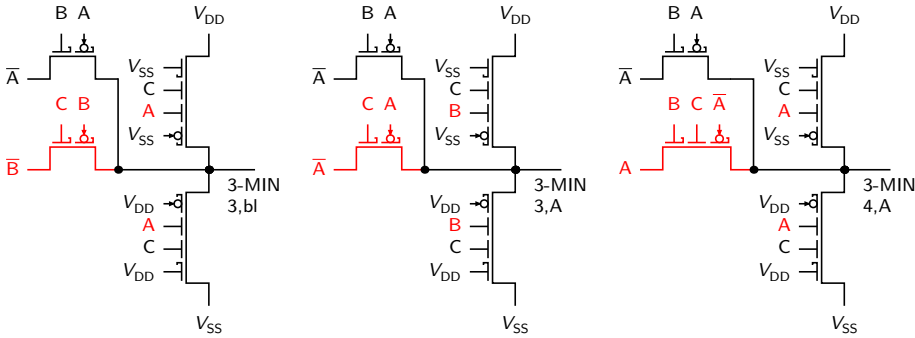 B A
V_DD
A̅
V_SS
C
C B
A
V_SS
B̅
3-MIN
3,bl
V_DD
A
C
V_DD
V_SS
B A
V_DD
A̅
V_SS
C
C A
B
V_SS
A̅
3-MIN
3,A
V_DD
B
C
V_DD
V_SS
B A
V_DD
A̅
V_SS
C
B C A̅
A
V_SS
A
3-MIN
4,A
V_DD
A
C
V_DD
V_SS